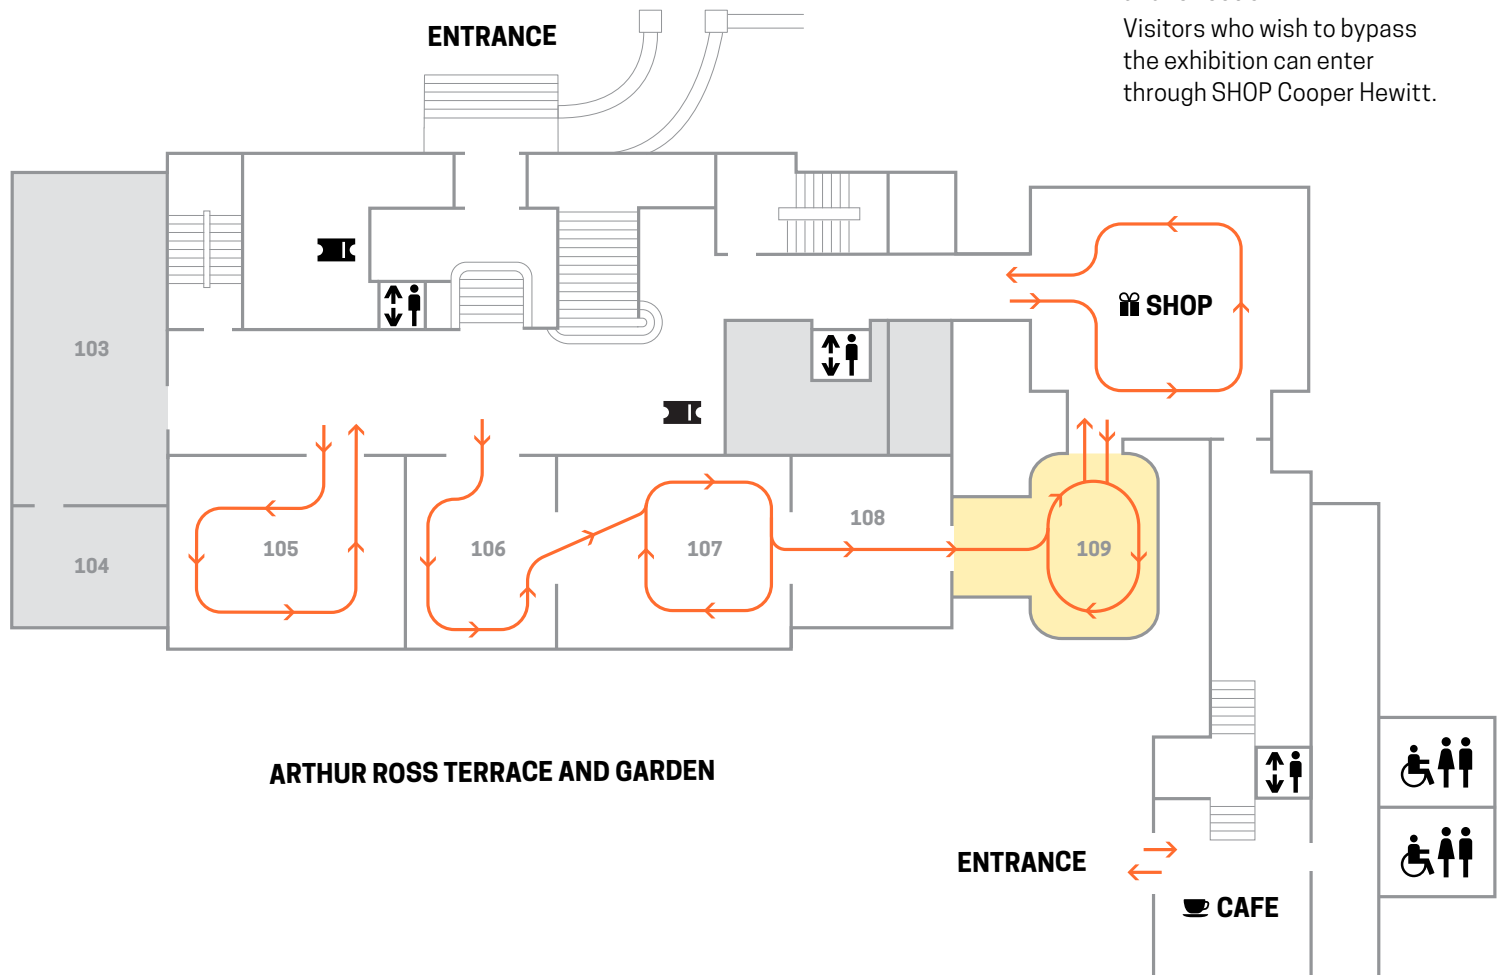 Visitors who wish to bypass
the exhibition can enter
through SHOP Cooper Hewitt.
ENTRANCE
SHOP
103
104
105
106
107
108
109
ARTHUR ROSS TERRACE AND GARDEN
ENTRANCE
CAFE